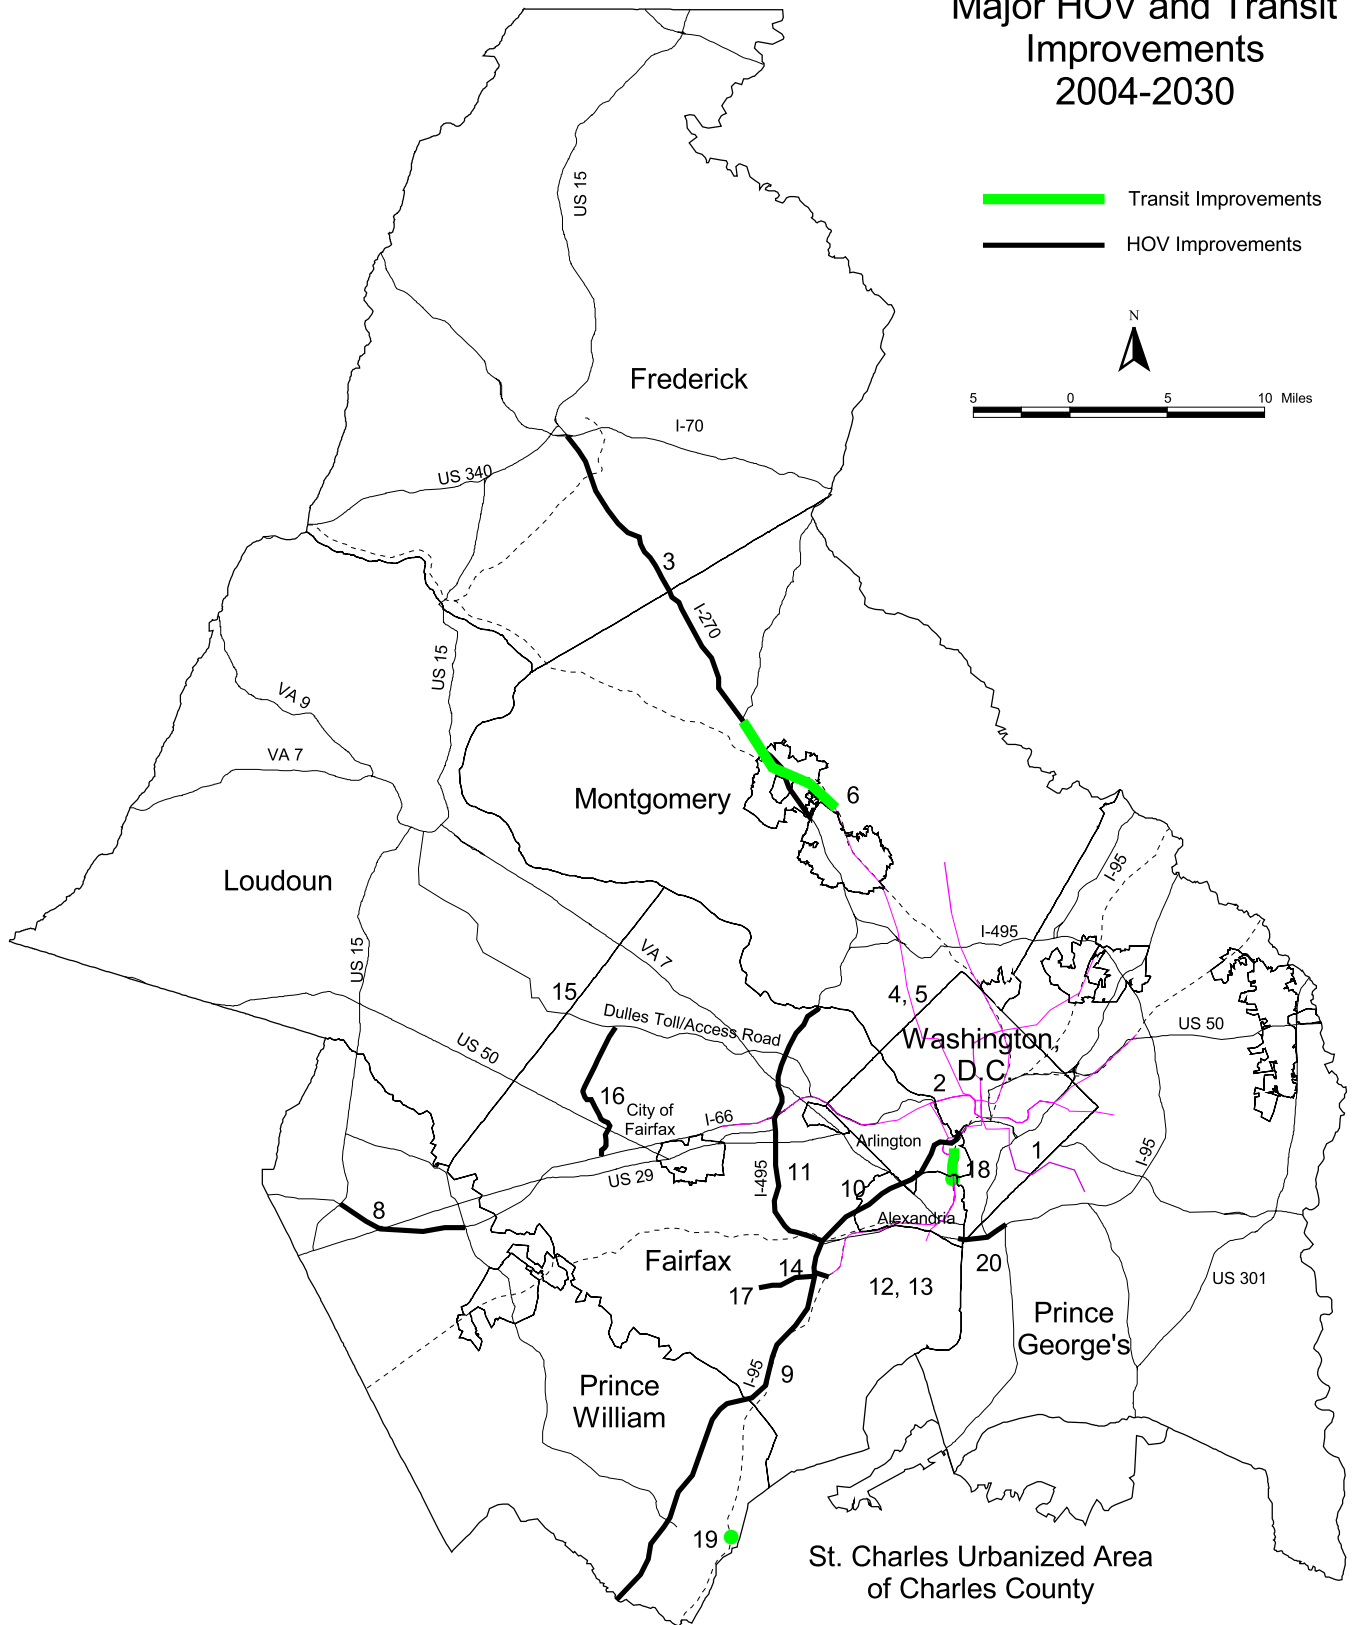 Major HOV and Transit
Improvements
2004-2030
Transit Improvements
HOV Improvements
N
5 0 5 10 Miles
US 15
Frederick
I-70
US 340
3
I-270
US 15
VA 9
VA 7
Montgomery
6
Loudoun
I-95
I-495
US 15
VA 7
15
4, 5
Dulles Toll/Access Road
US 50
Washington,
D.C.
US 50
2
16
City of
Fairfax
I-66
Arlington
1
I-95
18
11
I-495
US 29
10
8
Alexandria
Fairfax
14
20
17
12, 13
US 301
Prince
George's
I-95
9
Prince
William
19
St. Charles Urbanized Area
of Charles County